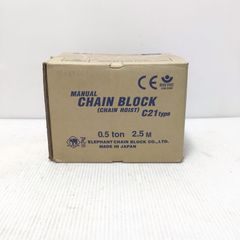 MANUAL
CHAIN BLOCK
(CHAIN HOIST) C21type
0.5 ton 2.5 M
ELEPHANT CHAIN BLOCK CO.,LTD.
MADE IN JAPAN